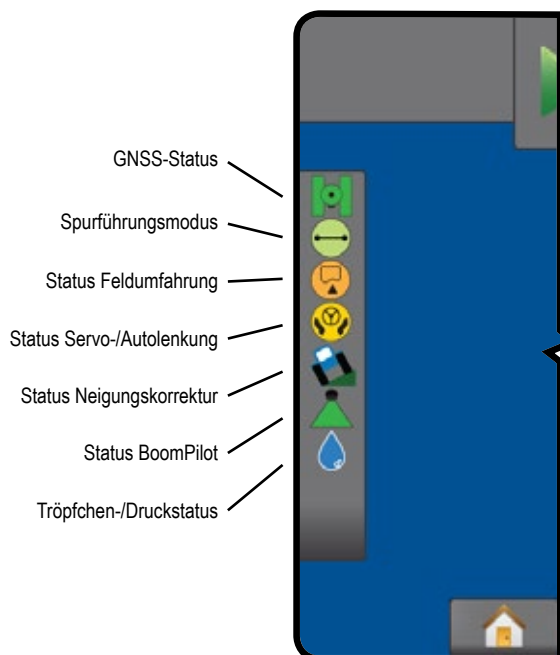 GNSS-Status
Spurführungsmodus
Status Feldumfahrung
Status Servo-/Autolenkung
Status Neigungskorrektur
Status BoomPilot
Tröpfchen-/Druckstatus